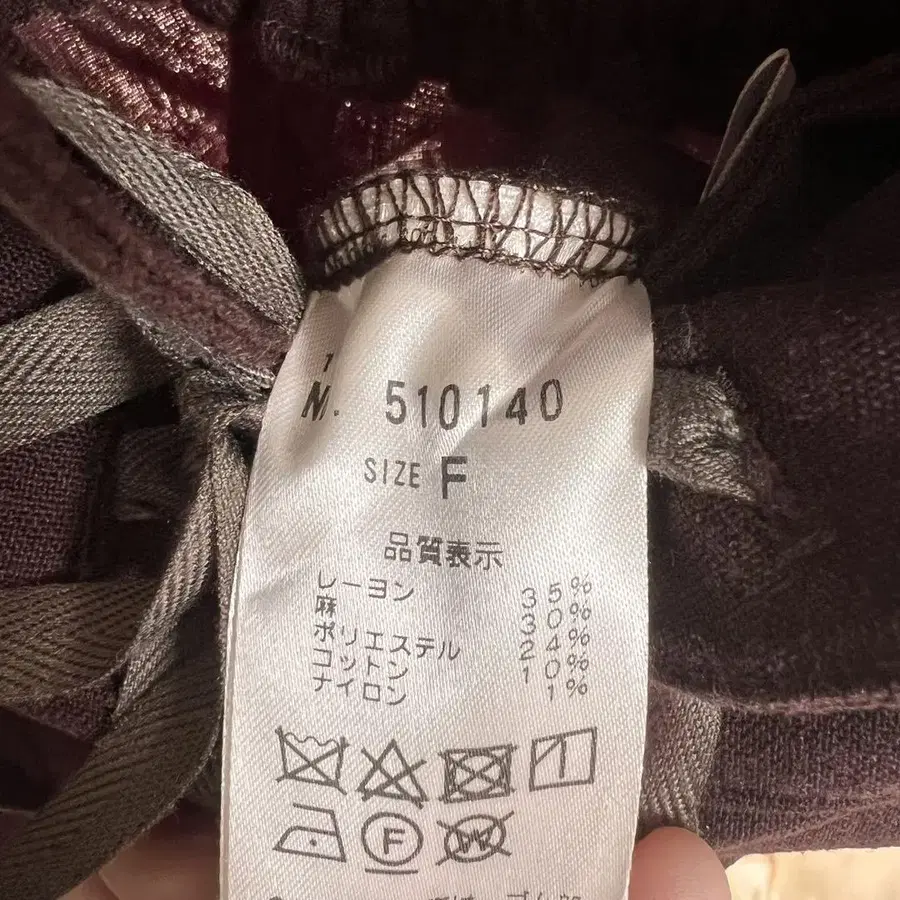 No. 510140
SIZE F
品質表示
レーヨン 35%
麻 30%
ポリエステル 24%
コットン 10%
ナイロン 1%
F
W